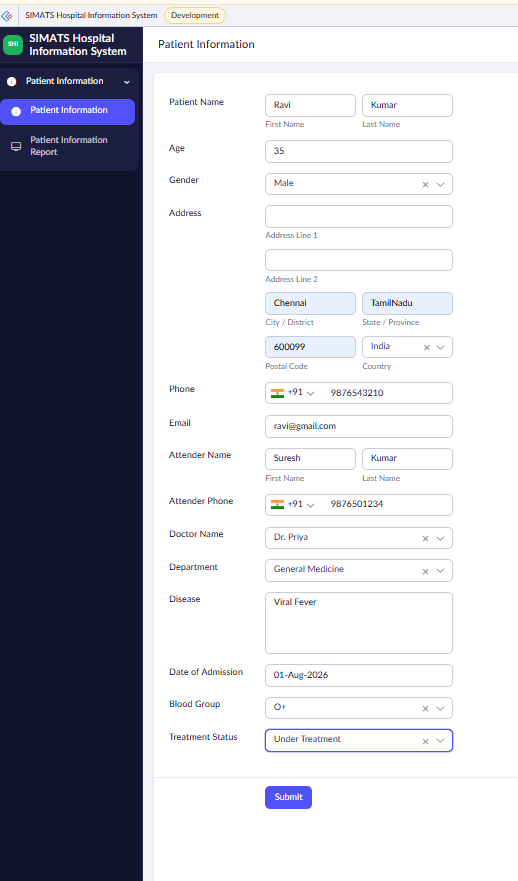 SIMATS Hospital Information System Development
SHI SIMATS Hospital
Information System
Patient Information
Patient Information
Patient Information
Report
Patient Information
Patient Name Ravi Kumar
First Name Last Name
Age 35
Gender Male
Address
Address Line 1
Address Line 2
Chennai TamilNadu
City / District State / Province
600099 India
Postal Code Country
Phone +91 9876543210
Email ravi@gmail.com
Attender Name Suresh Kumar
First Name Last Name
Attender Phone +91 9876501234
Doctor Name Dr. Priya
Department General Medicine
Disease Viral Fever
Date of Admission 01-Aug-2026
Blood Group O+
Treatment Status Under Treatment
Submit